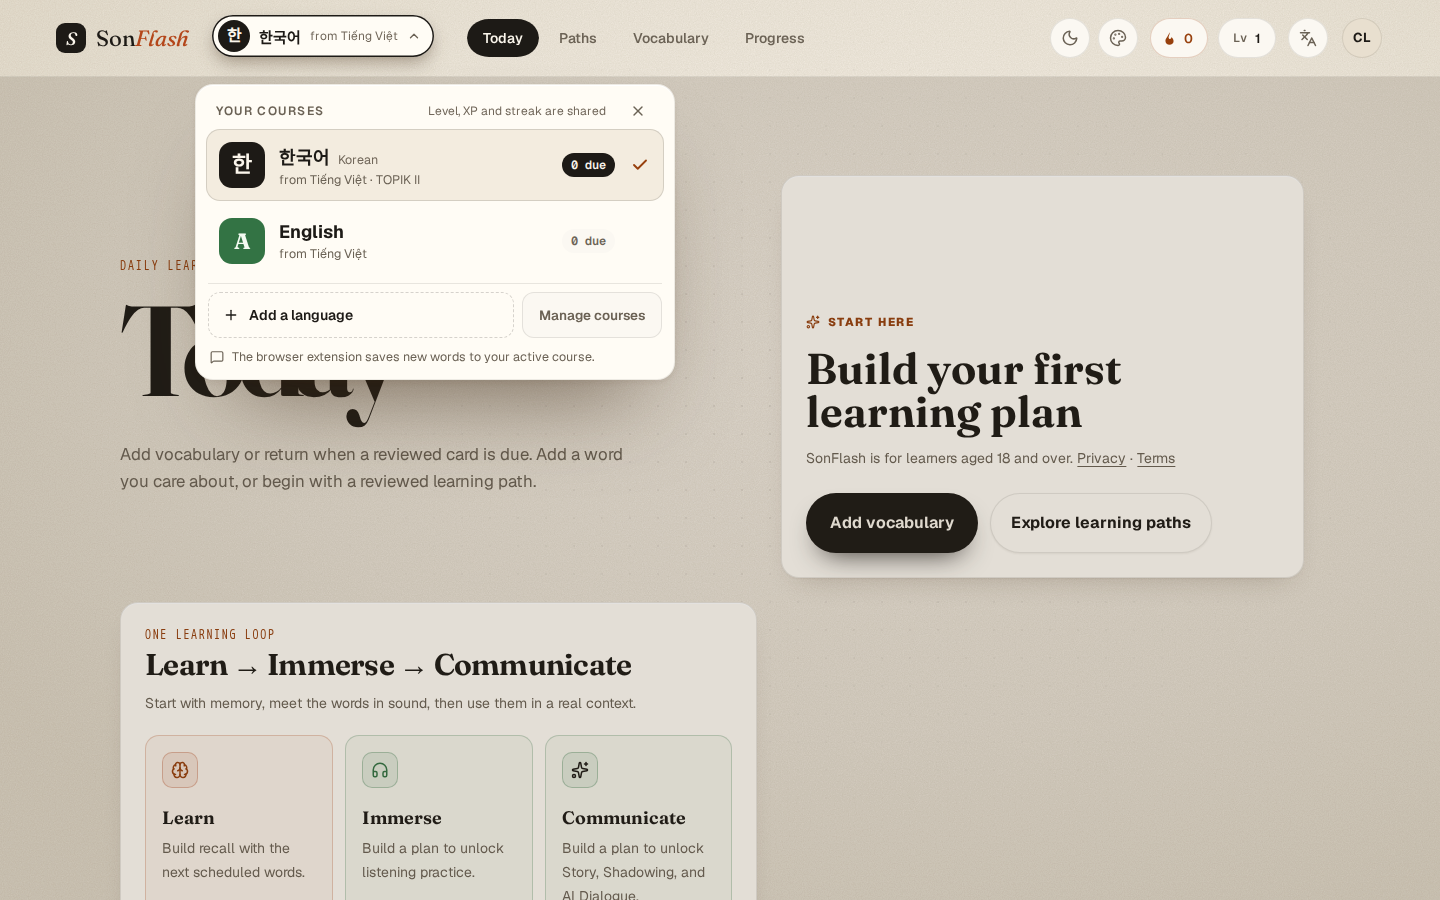 S SonFlash
한 한국어 from Tiếng Việt
Today
Paths
Vocabulary
Progress
0
Lv 1
CL
YOUR COURSES
Level, XP and streak are shared
한
한국어 Korean
from Tiếng Việt · TOPIK II
0 due
A
English
from Tiếng Việt
0 due
Add a language
Manage courses
The browser extension saves new words to your active course.
DAILY LEAR
Today
Add vocabulary or return when a reviewed card is due. Add a word
you care about, or begin with a reviewed learning path.
START HERE
Build your first
learning plan
SonFlash is for learners aged 18 and over. Privacy · Terms
Add vocabulary
Explore learning paths
ONE LEARNING LOOP
Learn → Immerse → Communicate
Start with memory, meet the words in sound, then use them in a real context.
Learn
Build recall with the
next scheduled words.
Immerse
Build a plan to unlock
listening practice.
Communicate
Build a plan to unlock
Story, Shadowing, and
AI Dialogue.